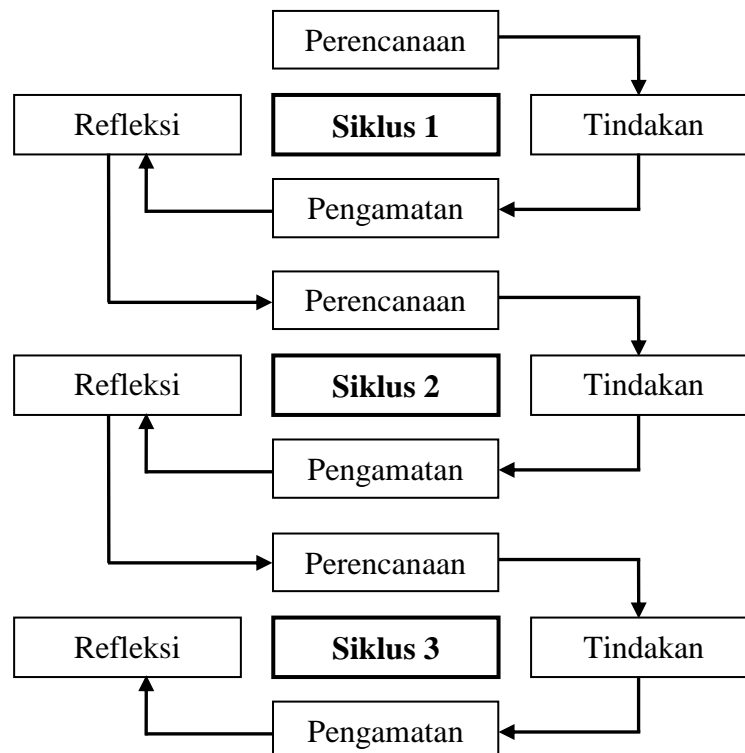 Perencanaan
Refleksi
Siklus 1
Tindakan
Pengamatan
Perencanaan
Refleksi
Siklus 2
Tindakan
Pengamatan
Perencanaan
Refleksi
Siklus 3
Tindakan
Pengamatan